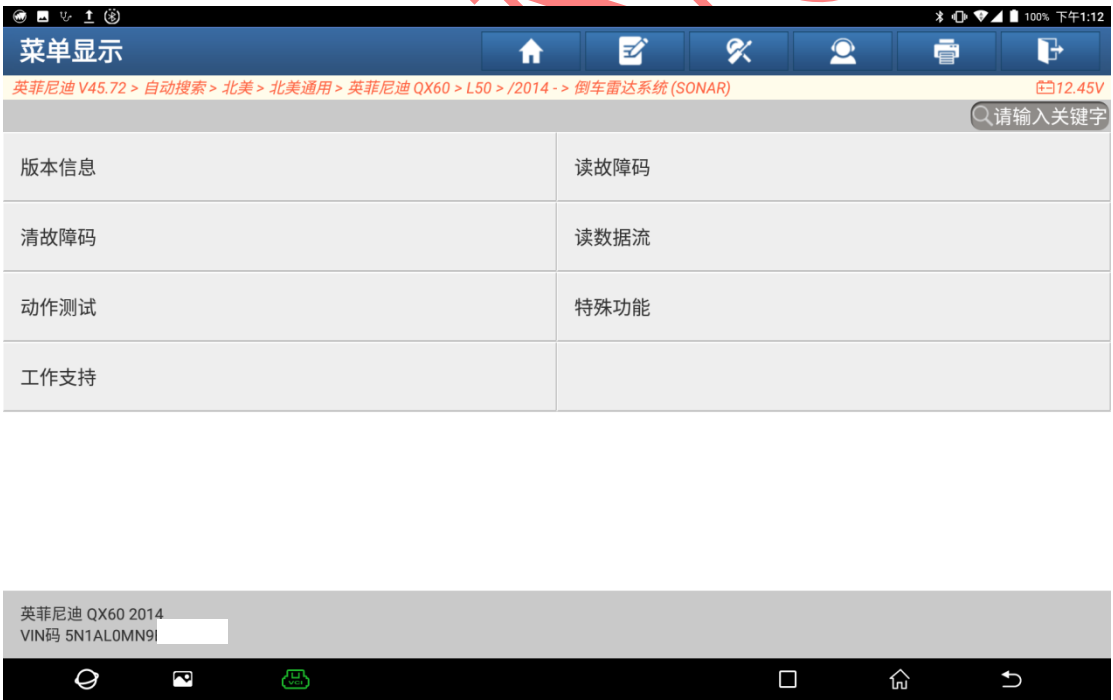 100% 下午1:12
菜单显示
英菲尼迪 V45.72 > 自动搜索 > 北美 > 北美通用 > 英菲尼迪 QX60 > L50 > /2014 - > 倒车雷达系统 (SONAR) 12.45V
请输入关键字
版本信息 读故障码
清故障码 读数据流
动作测试 特殊功能
工作支持
英菲尼迪 QX60 2014
VIN码 5N1AL0MN9
VCI